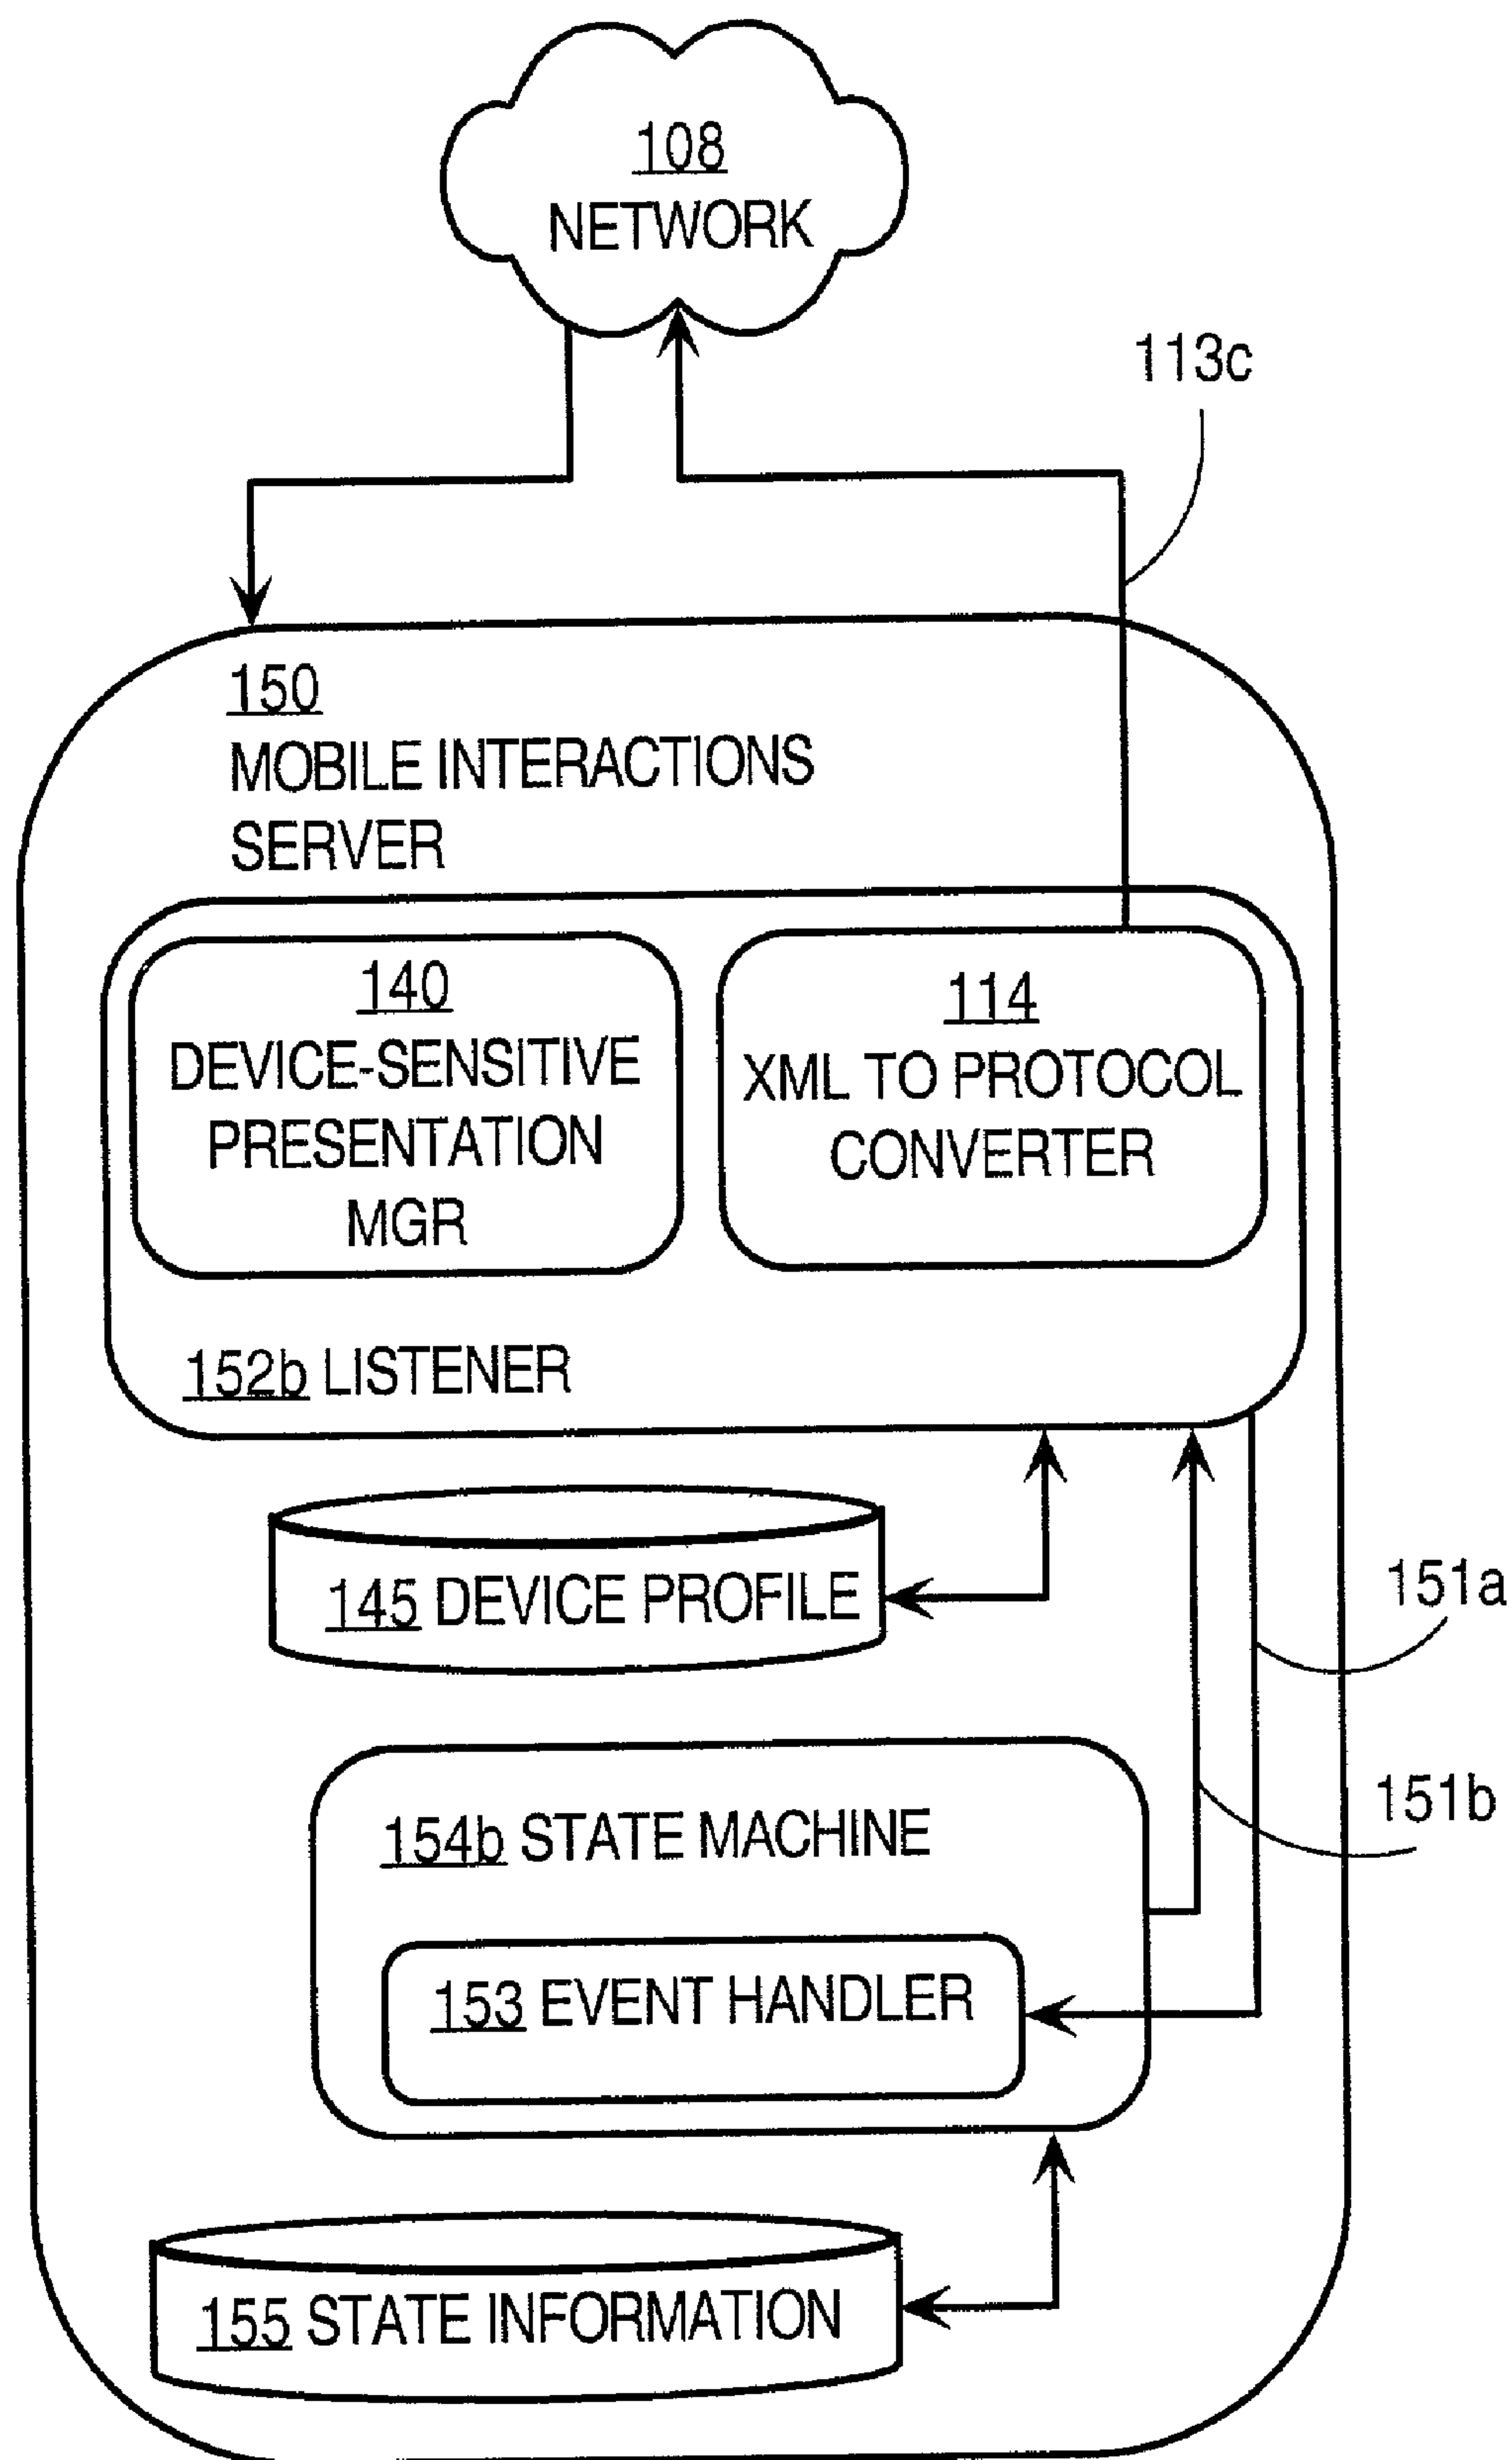 108
NETWORK
113c
150
MOBILE INTERACTIONS
SERVER
140
DEVICE-SENSITIVE
PRESENTATION
MGR
114
XML TO PROTOCOL
CONVERTER
152b LISTENER
145 DEVICE PROFILE
151a
151b
154b STATE MACHINE
153 EVENT HANDLER
155 STATE INFORMATION